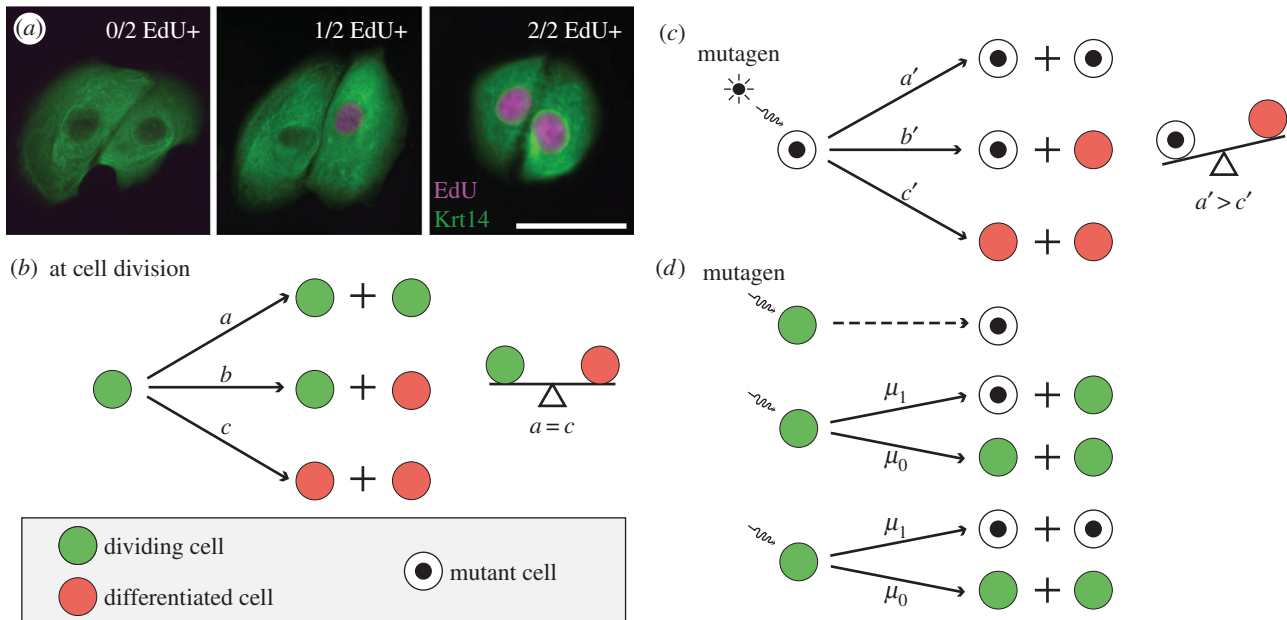 (a)
0/2 EdU+
1/2 EdU+
2/2 EdU+
EdU
Krt14
(b) at cell division
a
b
c
a = c
dividing cell
differentiated cell
mutant cell
(c)
mutagen
a′
b′
c′
a′ > c′
(d)
mutagen
μ1
μ0
μ1
μ0